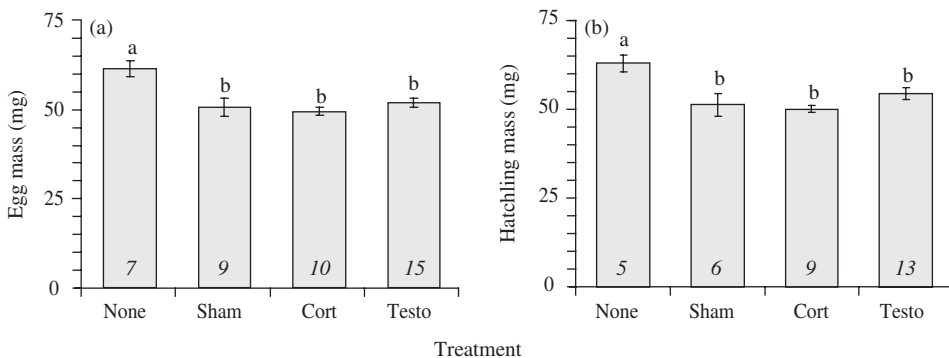 (a)
Egg mass (mg)
75
50
25
0
a
b
b
b
7
9
10
15
None Sham Cort Testo
(b)
Hatchling mass (mg)
75
50
25
0
a
b
b
b
5
6
9
13
None Sham Cort Testo
Treatment